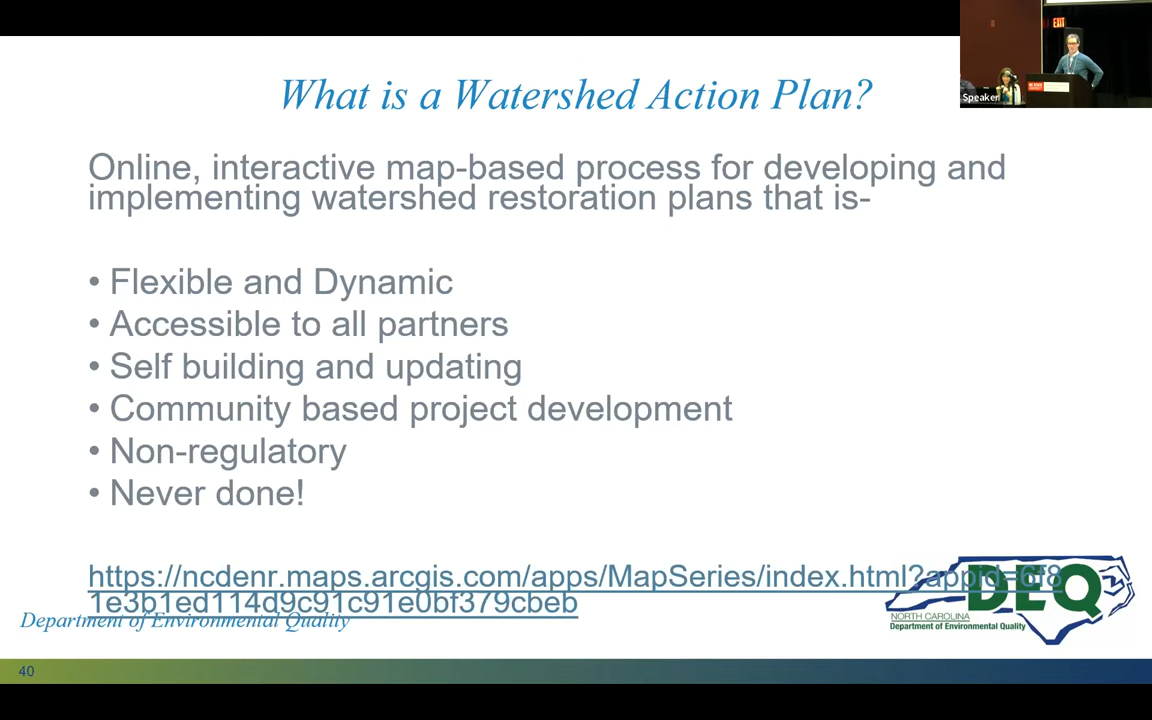 What is a Watershed Action Plan?
Online, interactive map-based process for developing and
implementing watershed restoration plans that is-
• Flexible and Dynamic
• Accessible to all partners
• Self building and updating
• Community based project development
• Non-regulatory
• Never done!
https://ncdenr.maps.arcgis.com/apps/MapSeries/index.html?appid=6f8
1e3b1ed114d9c91c91e0bf379cbeb
Department of Environmental Quality
DEQ
NORTH CAROLINA
Department of Environmental Quality
40
EXIT
Speaker